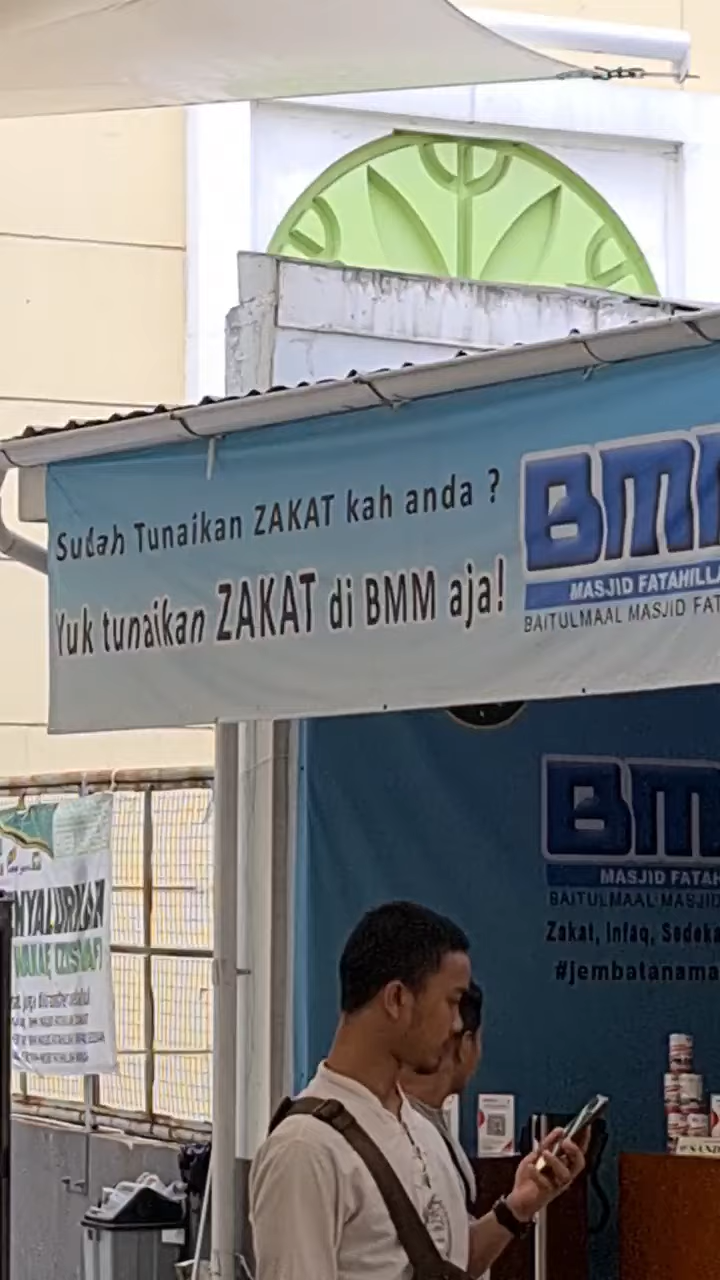 Sudah Tunaikan ZAKAT kah anda ?
Yuk tunaikan ZAKAT di BMM aja!
BMM
MASJID FATAHILLA
BAITULMAAL MASJID FAT
BMM
MASJID FATAH
BAITULMAAL MASJID
Zakat, Infaq, Sedeka
#jembatanama
NYALURKAN